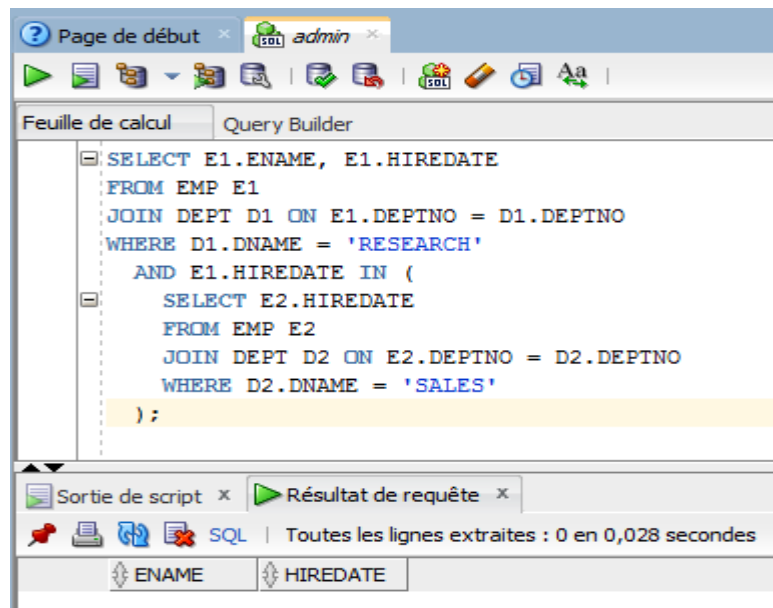 Page de début admin
Feuille de calcul Query Builder
SELECT E1.ENAME, E1.HIREDATE
FROM EMP E1
JOIN DEPT D1 ON E1.DEPTNO = D1.DEPTNO
WHERE D1.DNAME = 'RESEARCH'
AND E1.HIREDATE IN (
SELECT E2.HIREDATE
FROM EMP E2
JOIN DEPT D2 ON E2.DEPTNO = D2.DEPTNO
WHERE D2.DNAME = 'SALES'
);
Sortie de script x Résultat de requête x
SQL | Toutes les lignes extraites : 0 en 0,028 secondes
ENAME HIREDATE